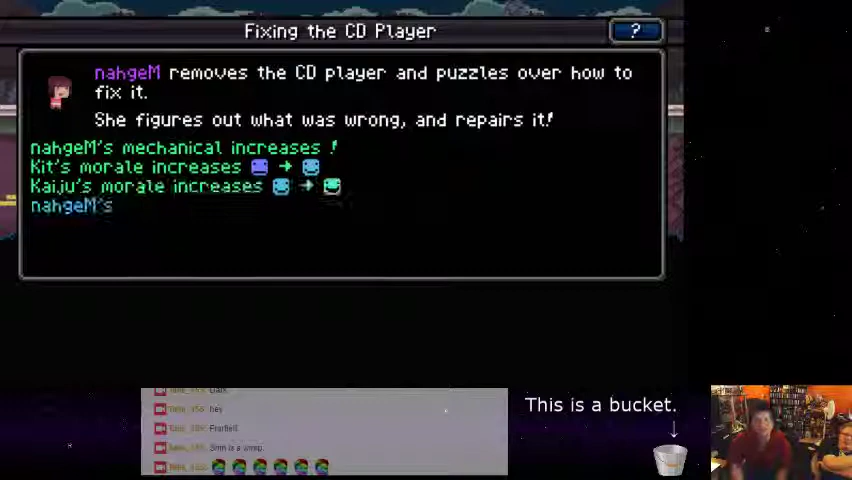 Fixing the CD Player
?
nahgeM removes the CD player and puzzles over how to
fix it.
She figures out what was wrong, and repairs it!
nahgeM's mechanical increases !
Kit's morale increases
Kaiju's morale increases
nahgeM's
hey
is a
This is a bucket.